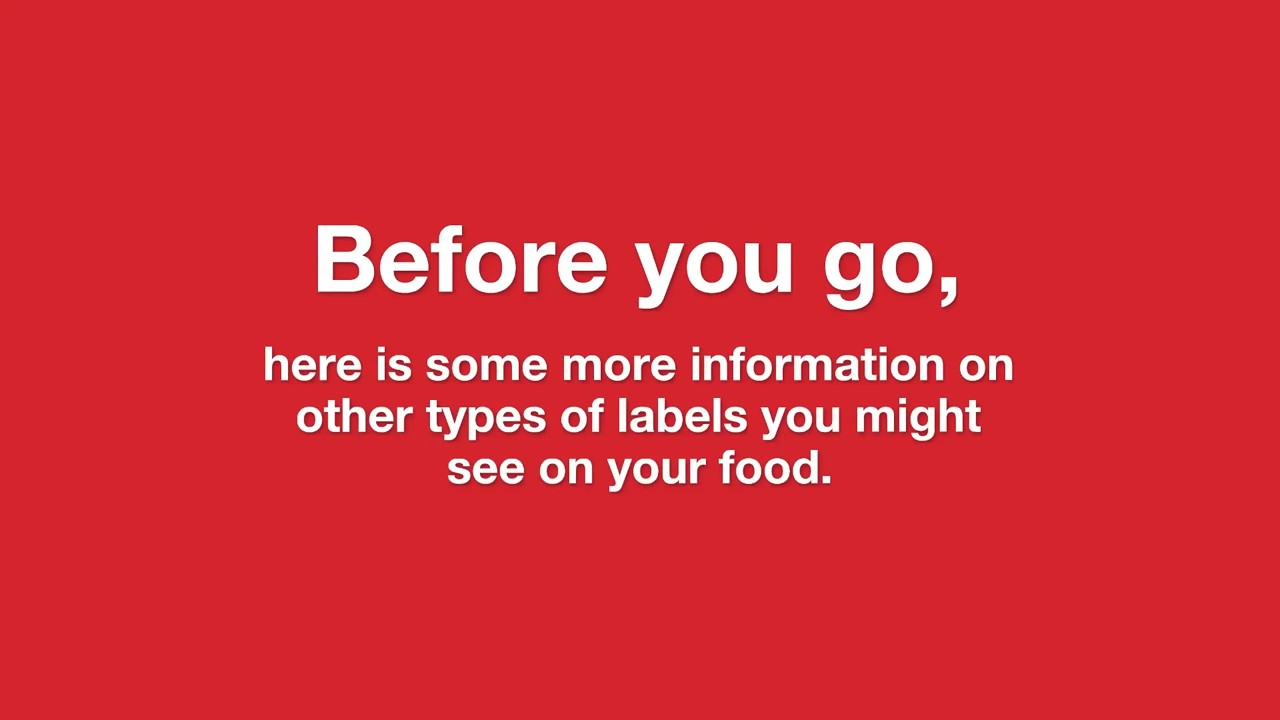 Before you go,
here is some more information on
other types of labels you might
see on your food.